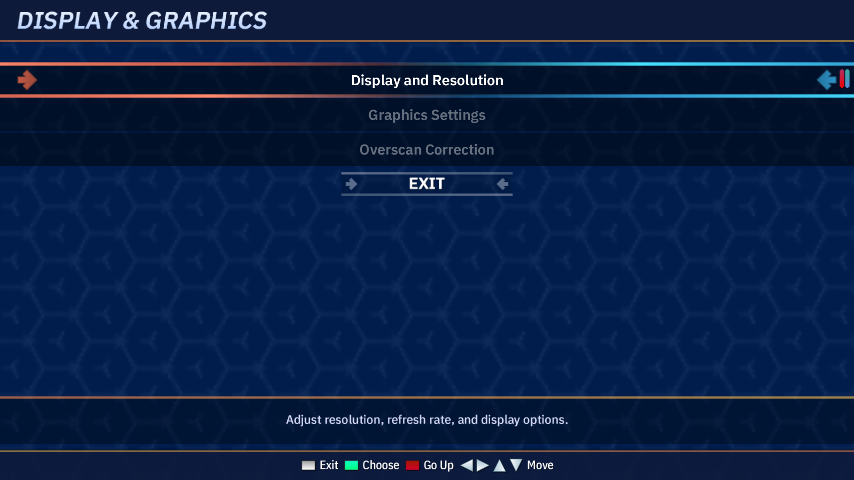 DISPLAY & GRAPHICS
Display and Resolution
Graphics Settings
Overscan Correction
EXIT
Adjust resolution, refresh rate, and display options.
Exit Choose Go Up Move